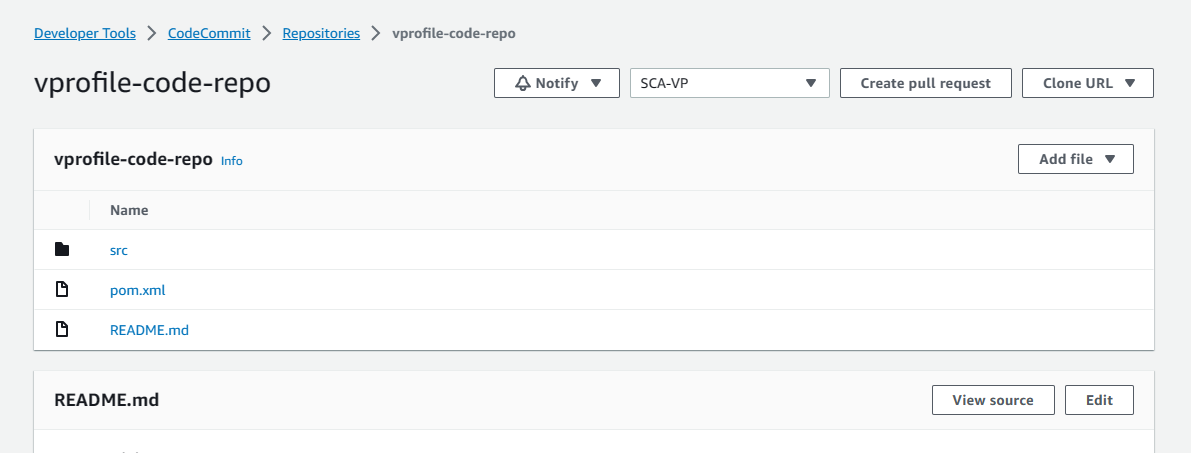 Developer Tools > CodeCommit > Repositories > vprofile-code-repo
vprofile-code-repo Notify SCA-VP Create pull request Clone URL
vprofile-code-repo Info Add file
Name
src
pom.xml
README.md
README.md View source Edit